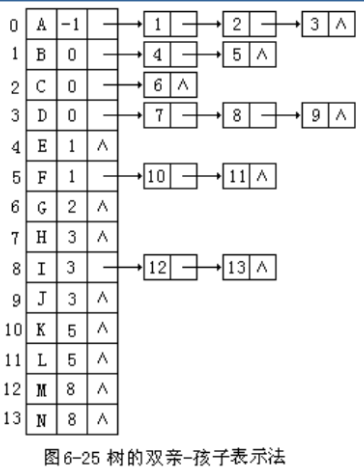 0 A -1 1 2 3 ∧
1 B 0 4 5 ∧
2 C 0 6 ∧
3 D 0 7 8 9 ∧
4 E 1 ∧
5 F 1 10 11 ∧
6 G 2 ∧
7 H 3 ∧
8 I 3 12 13 ∧
9 J 3 ∧
10 K 5 ∧
11 L 5 ∧
12 M 8 ∧
13 N 8 ∧
图6-25 树的双亲-孩子表示法